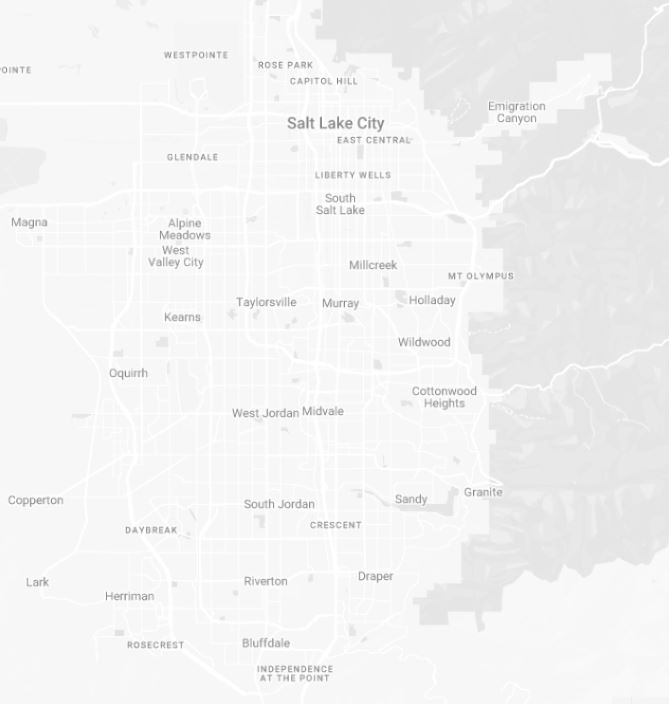 WESTPOINTE
ROSE PARK
OINTE
CAPITOL HILL
Emigration
Canyon
Salt Lake City
EAST CENTRAL
GLENDALE
LIBERTY WELLS
South
Salt Lake
Magna
Alpine
Meadows
West
Valley City
Millcreek
MT OLYMPUS
Taylorsville
Murray
Holladay
Kearns
Wildwood
Oquirrh
Cottonwood
Heights
West Jordan
Midvale
Copperton
South Jordan
Sandy
Granite
DAYBREAK
CRESCENT
Lark
Riverton
Draper
Herriman
ROSECREST
Bluffdale
INDEPENDENCE
AT THE POINT